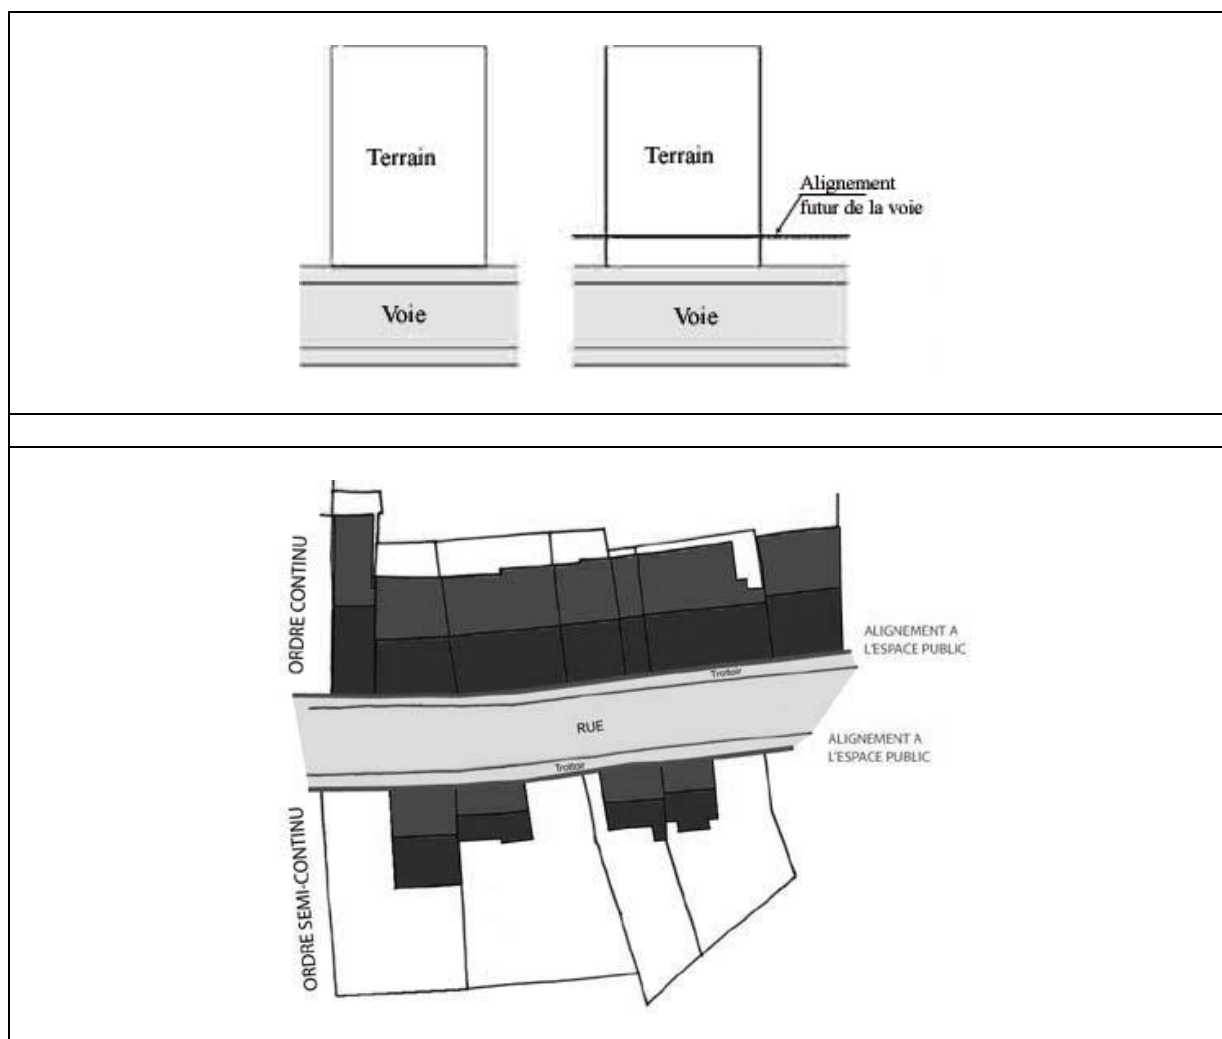 Terrain
Terrain
Alignement
futur de la voie
Voie
Voie
ORDRE CONTINU
ALIGNEMENT A
L'ESPACE PUBLIC
Trottoir
RUE
ALIGNEMENT A
L'ESPACE PUBLIC
Trottoir
ORDRE SEMI-CONTINU